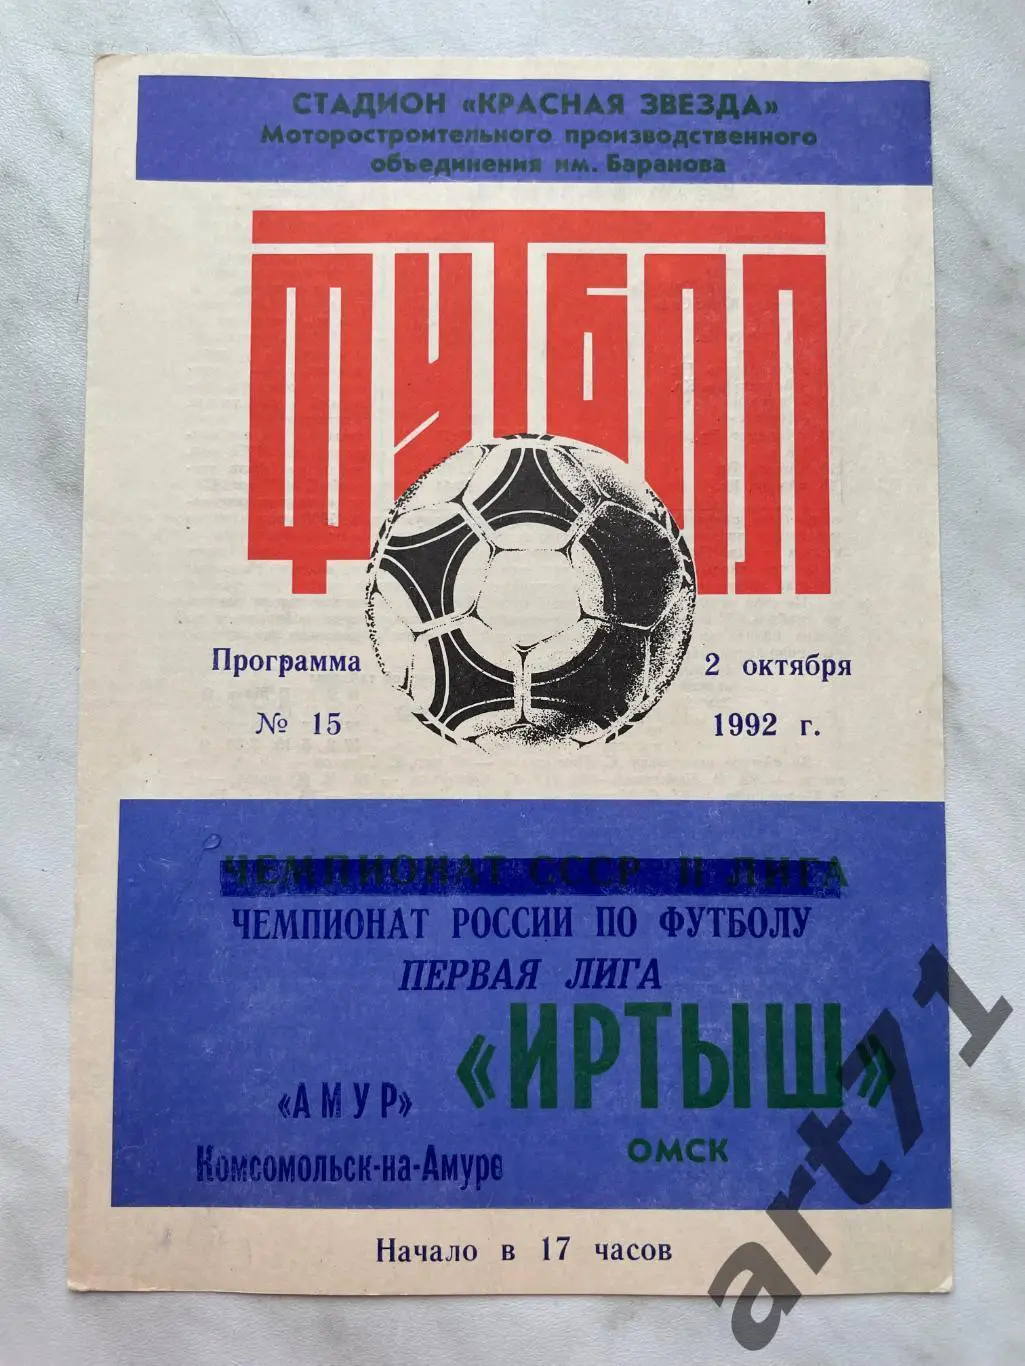 СТАДИОН «КРАСНАЯ ЗВЕЗДА»
Моторостроительного производственного
объединения им. Баранова
ФУТБОЛ
Программа
№ 15
2 октября
1992 г.
ЧЕМПИОНАТ СССР II ЛИГА
ЧЕМПИОНАТ РОССИИ ПО ФУТБОЛУ
ПЕРВАЯ ЛИГА
«ИРТЫШ»
ОМСК
«АМУР»
Комсомольск-на-Амуре
Начало в 17 часов
art71